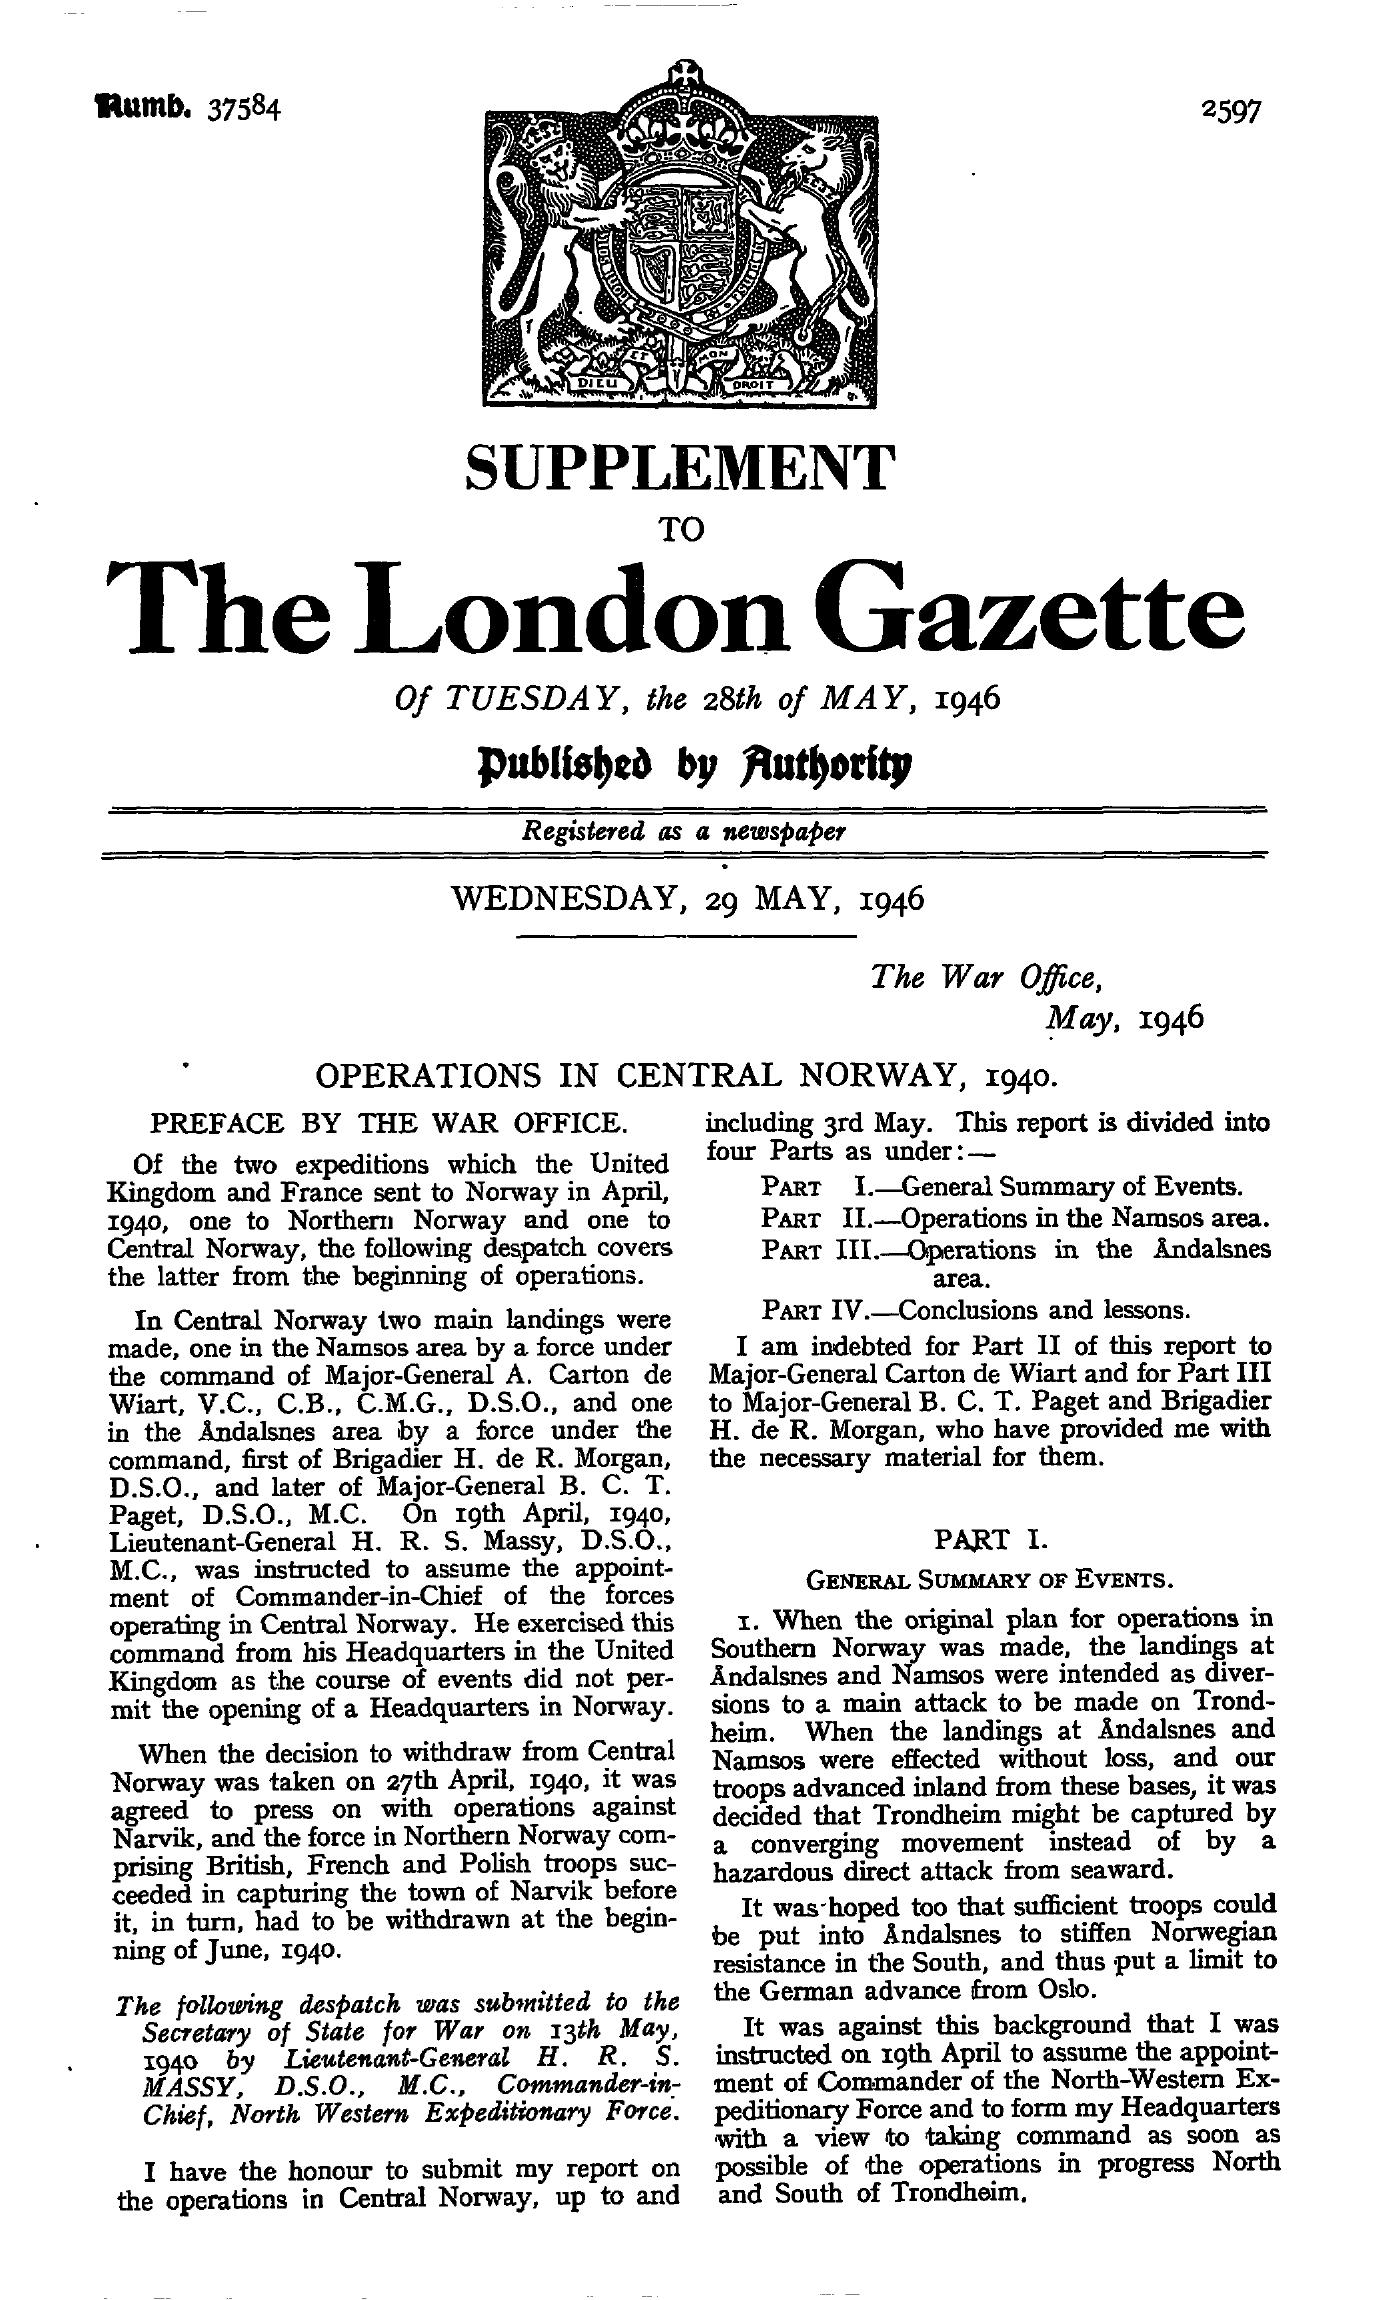 Numb. 37584
2597
DIEU ET MON DROIT
SUPPLEMENT
TO
The London Gazette
Of TUESDAY, the 28th of MAY, 1946
Published by Authority
Registered as a newspaper
WEDNESDAY, 29 MAY, 1946
The War Office,
May, 1946
OPERATIONS IN CENTRAL NORWAY, 1940.
PREFACE BY THE WAR OFFICE.
Of the two expeditions which the United
Kingdom and France sent to Norway in April,
1940, one to Northern Norway and one to
Central Norway, the following despatch covers
the latter from the beginning of operations.
In Central Norway two main landings were
made, one in the Namsos area by a force under
the command of Major-General A. Carton de
Wiart, V.C., C.B., C.M.G., D.S.O., and one
in the Åndalsnes area by a force under the
command, first of Brigadier H. de R. Morgan,
D.S.O., and later of Major-General B. C. T.
Paget, D.S.O., M.C. On 19th April, 1940,
Lieutenant-General H. R. S. Massy, D.S.O.,
M.C., was instructed to assume the appoint-
ment of Commander-in-Chief of the forces
operating in Central Norway. He exercised this
command from his Headquarters in the United
Kingdom as the course of events did not per-
mit the opening of a Headquarters in Norway.
When the decision to withdraw from Central
Norway was taken on 27th April, 1940, it was
agreed to press on with operations against
Narvik, and the force in Northern Norway com-
prising British, French and Polish troops suc-
ceeded in capturing the town of Narvik before
it, in turn, had to be withdrawn at the begin-
ning of June, 1940.
The following despatch was submitted to the
Secretary of State for War on 13th May,
1940 by Lieutenant-General H. R. S.
MASSY, D.S.O., M.C., Commander-in-
Chief, North Western Expeditionary Force.
I have the honour to submit my report on
the operations in Central Norway, up to and
including 3rd May. This report is divided into
four Parts as under:—
PART I.—General Summary of Events.
PART II.—Operations in the Namsos area.
PART III.—Operations in the Åndalsnes
area.
PART IV.—Conclusions and lessons.
I am indebted for Part II of this report to
Major-General Carton de Wiart and for Part III
to Major-General B. C. T. Paget and Brigadier
H. de R. Morgan, who have provided me with
the necessary material for them.
PART I.
GENERAL SUMMARY OF EVENTS.
1. When the original plan for operations in
Southern Norway was made, the landings at
Åndalsnes and Namsos were intended as diver-
sions to a main attack to be made on Trond-
heim. When the landings at Åndalsnes and
Namsos were effected without loss, and our
troops advanced inland from these bases, it was
decided that Trondheim might be captured by
a converging movement instead of by a
hazardous direct attack from seaward.
It was hoped too that sufficient troops could
be put into Åndalsnes to stiffen Norwegian
resistance in the South, and thus put a limit to
the German advance from Oslo.
It was against this background that I was
instructed on 19th April to assume the appoint-
ment of Commander of the North-Western Ex-
peditionary Force and to form my Headquarters
with a view to taking command as soon as
possible of the operations in progress North
and South of Trondheim.